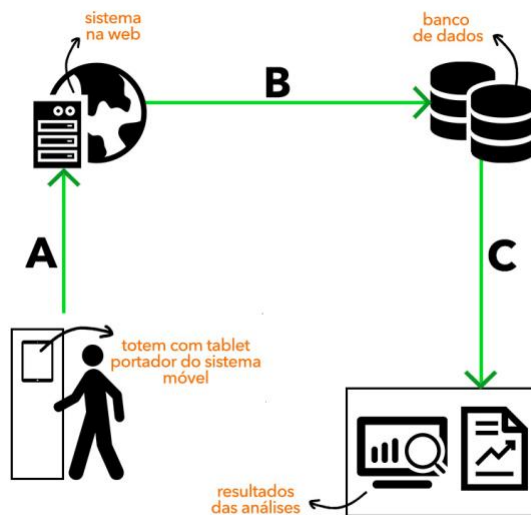 sistema
na web
banco
de dados
B
A
C
totem com tablet
portador do sistema
móvel
resultados
das análises